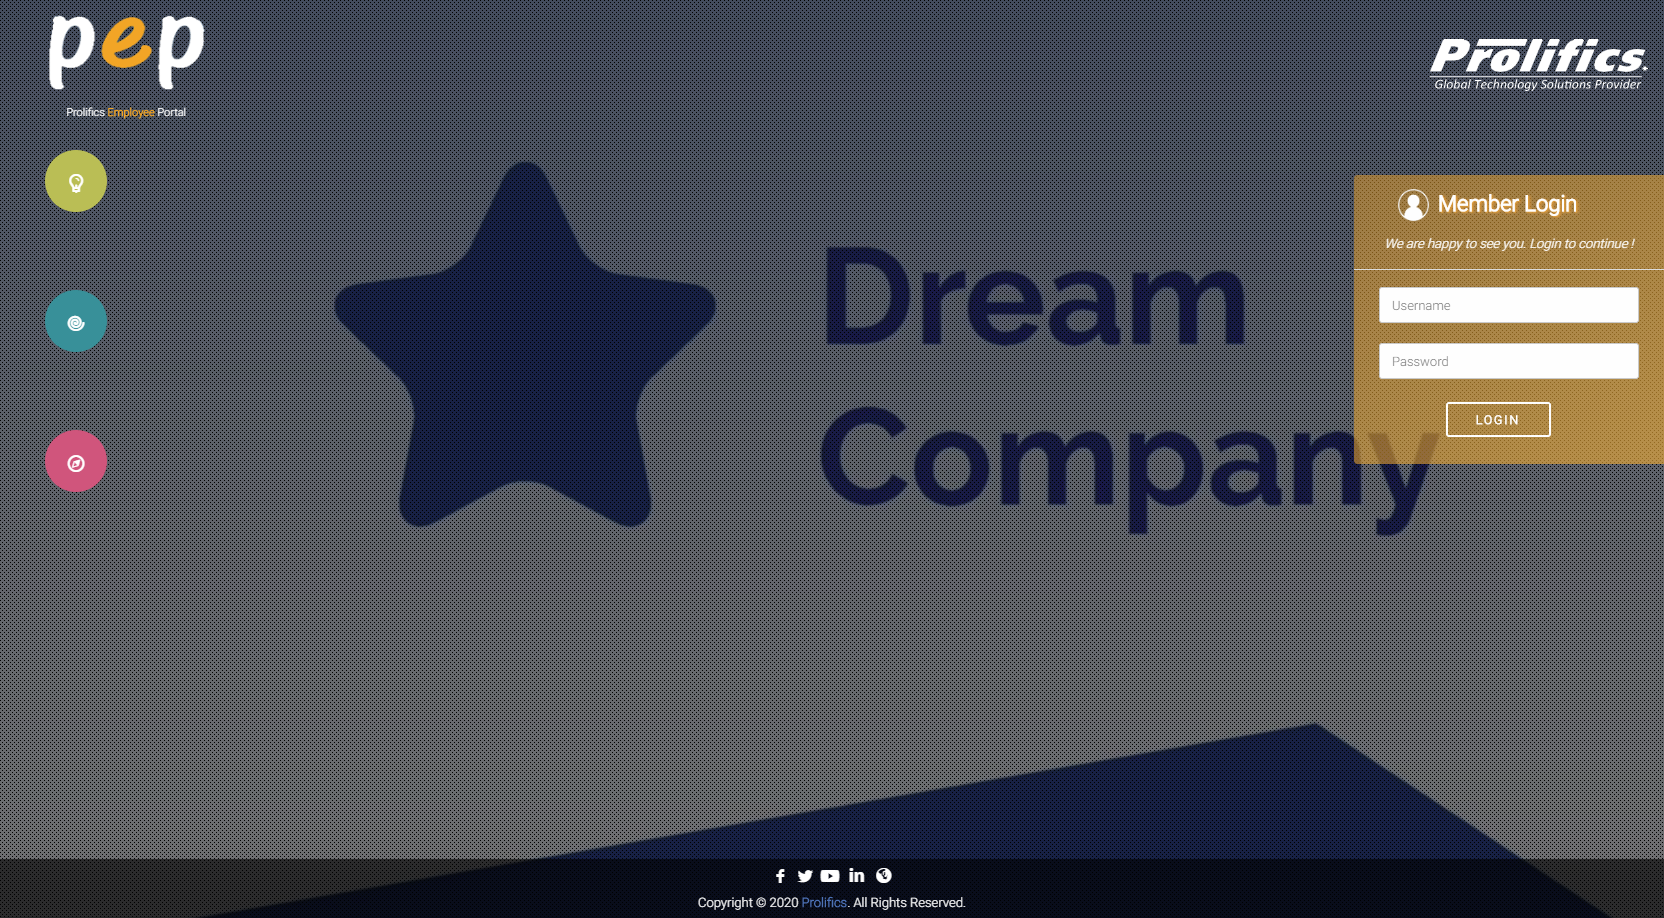 pep
Prolifics Employee Portal
Prolifics
Global Technology Solutions Provider
Member Login
We are happy to see you. Login to continue !
Username
Password
LOGIN
Dream
Company
Copyright © 2020 Prolifics. All Rights Reserved.